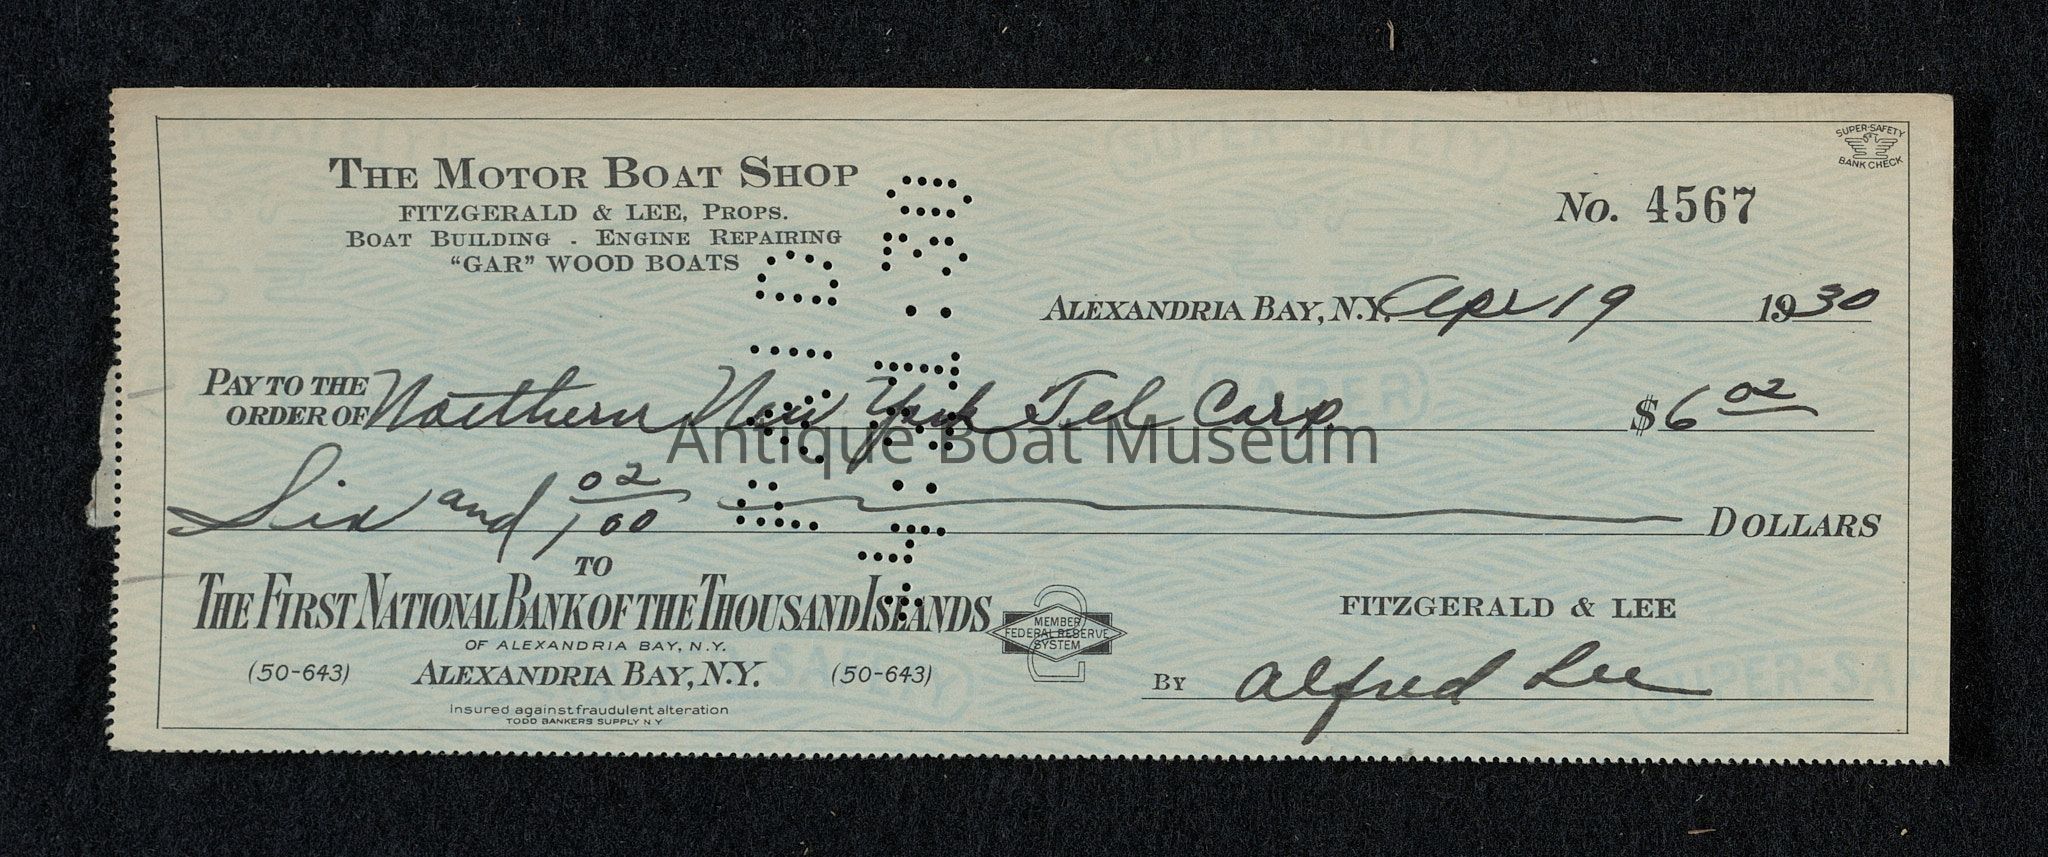 THE MOTOR BOAT SHOP
FITZGERALD & LEE, PROPS.
BOAT BUILDING - ENGINE REPAIRING
"GAR" WOOD BOATS
SUPER-SAFETY
BANK CHECK
No. 4567
ALEXANDRIA BAY, N.Y. Apr 19 1930
PAY TO THE
ORDER OF Northern New York Tel Corp. $6 02
Antique Boat Museum
Six and 02/100 DOLLARS
TO
THE FIRST NATIONAL BANK OF THE THOUSAND ISLANDS
OF ALEXANDRIA BAY, N.Y.
(50-643) ALEXANDRIA BAY, N.Y. (50-643)
Insured against fraudulent alteration
TODD BANKERS SUPPLY N Y
MEMBER
FEDERAL RESERVE
SYSTEM
2
FITZGERALD & LEE
BY Alfred Lee
PAID